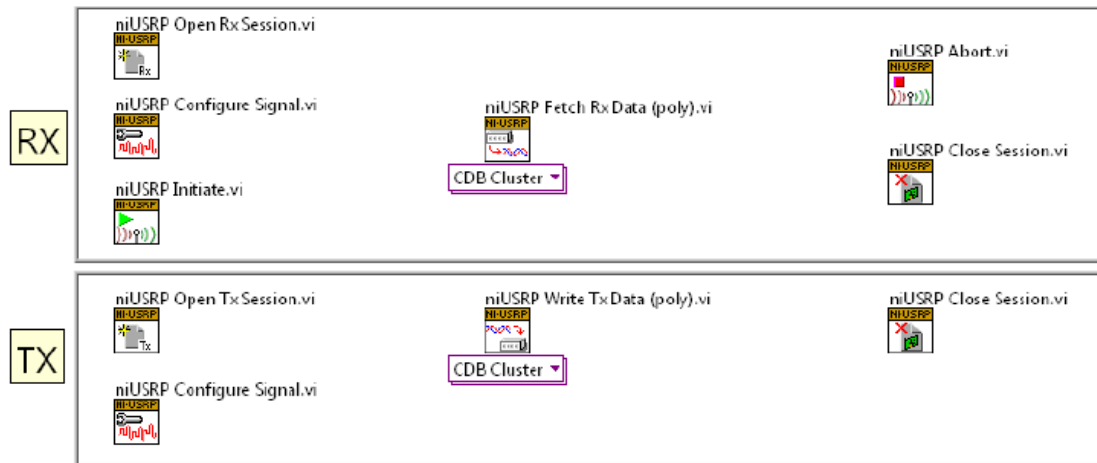 RX
niUSRP Open Rx Session.vi
NI-USRP
Rx
niUSRP Configure Signal.vi
NI-USRP
niUSRP Initiate.vi
NI-USRP
niUSRP Fetch Rx Data (poly).vi
NI-USRP
CDB Cluster
niUSRP Abort.vi
NI-USRP
niUSRP Close Session.vi
NI-USRP
TX
niUSRP Open Tx Session.vi
NI-USRP
Tx
niUSRP Configure Signal.vi
NI-USRP
niUSRP Write Tx Data (poly).vi
NI-USRP
CDB Cluster
niUSRP Close Session.vi
NI-USRP